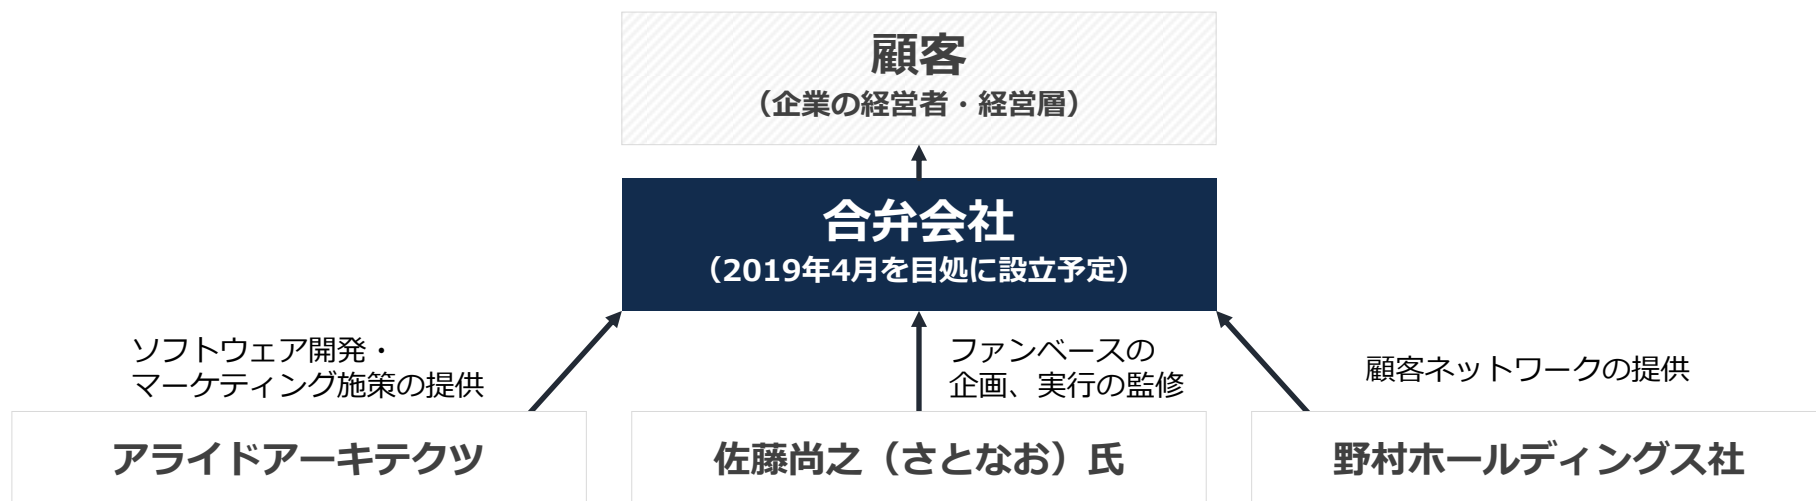 顧客
（企業の経営者・経営層）
合弁会社
（2019年4月を目処に設立予定）
ソフトウェア開発・
マーケティング施策の提供
ファンベースの
企画、実行の監修
顧客ネットワークの提供
アライドアーキテクツ
佐藤尚之（さとなお）氏
野村ホールディングス社